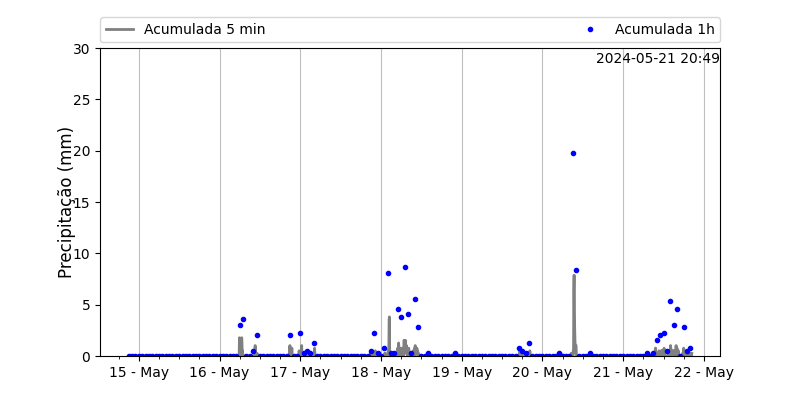 Acumulada 5 min
Acumulada 1h
2024-05-21 20:49
Precipitação (mm)
30
25
20
15
10
5
0
15 - May
16 - May
17 - May
18 - May
19 - May
20 - May
21 - May
22 - May